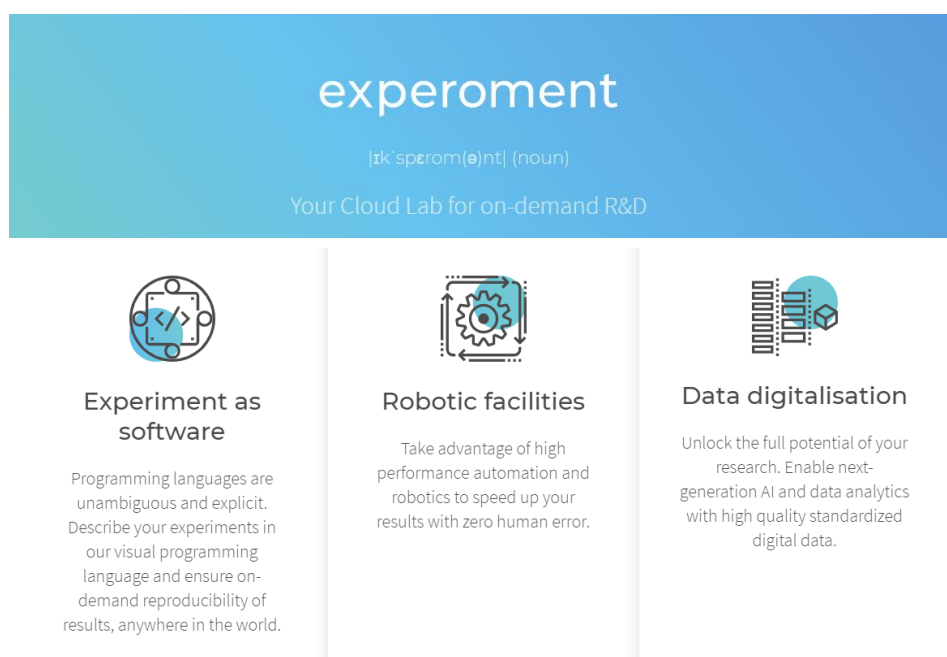 experoment
|ɪkˈspɛrom(ə)nt| (noun)
Your Cloud Lab for on-demand R&D
</>
Experiment as
software
Programming languages are
unambiguous and explicit.
Describe your experiments in
our visual programming
language and ensure on-
demand reproducibility of
results, anywhere in the world.
Robotic facilities
Take advantage of high
performance automation and
robotics to speed up your
results with zero human error.
Data digitalisation
Unlock the full potential of your
research. Enable next-
generation AI and data analytics
with high quality standardized
digital data.